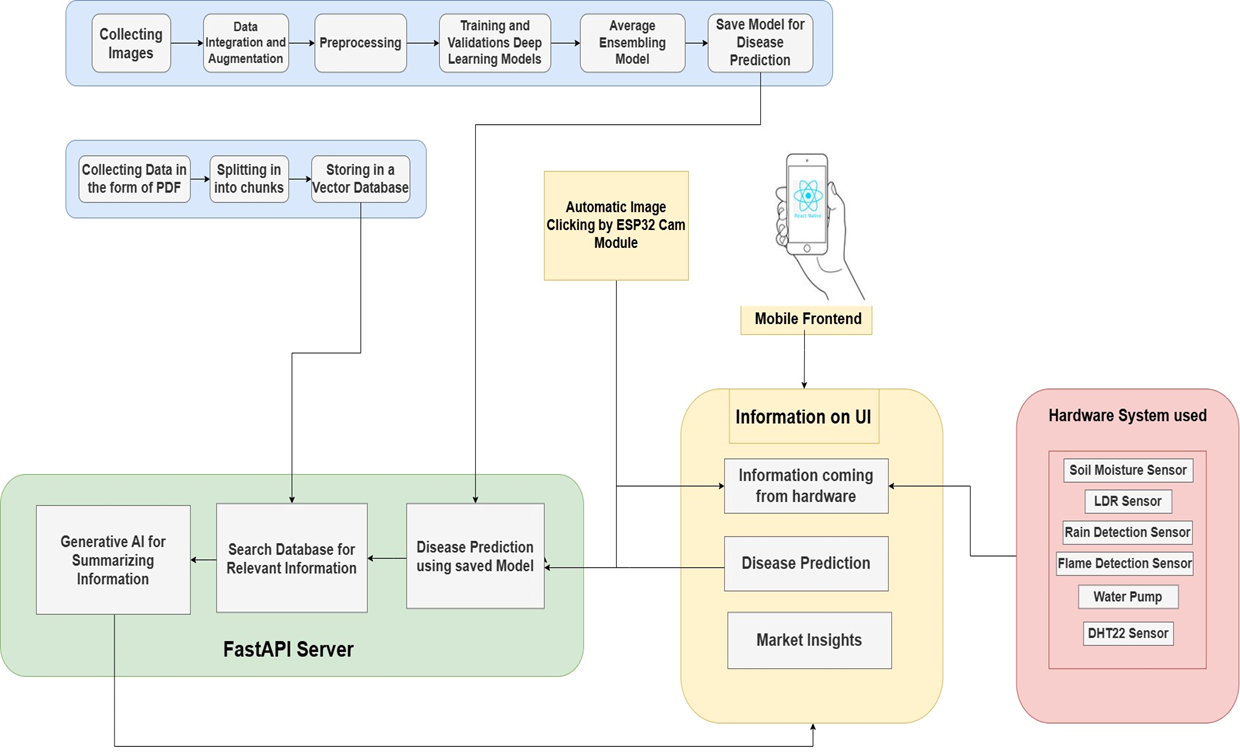 Collecting
Images
Data
Integration and
Augmentation
Preprocessing
Training and
Validations Deep
Learning Models
Average
Ensembling
Model
Save Model for
Disease
Prediction
Collecting Data in
the form of PDF
Splitting in
into chunks
Storing in a
Vector Database
Automatic Image
Clicking by ESP32 Cam
Module
React Native
Mobile Frontend
Information on UI
Information coming
from hardware
Disease Prediction
Market Insights
Hardware System used
Soil Moisture Sensor
LDR Sensor
Rain Detection Sensor
Flame Detection Sensor
Water Pump
DHT22 Sensor
Generative AI for
Summarizing
Information
Search Database for
Relevant Information
Disease Prediction
using saved Model
FastAPI Server